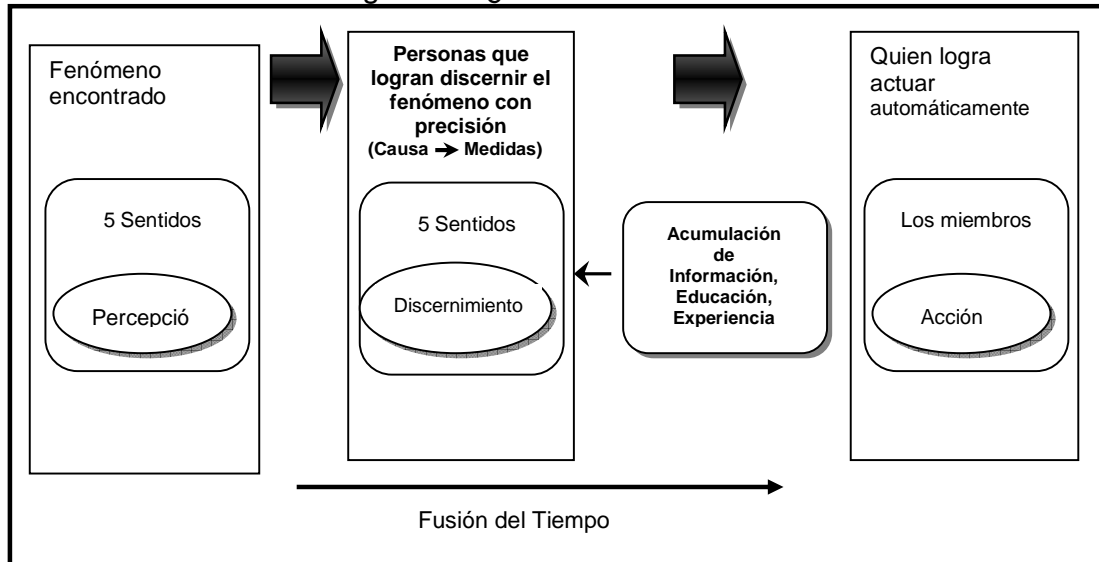 Fenómeno
encontrado
5 Sentidos
Percepció
Personas que
logran discernir el
fenómeno con
precisión
(Causa → Medidas)
5 Sentidos
Discernimiento
Acumulación
de
Información,
Educación,
Experiencia
Quien logra
actuar
automáticamente
Los miembros
Acción
Fusión del Tiempo